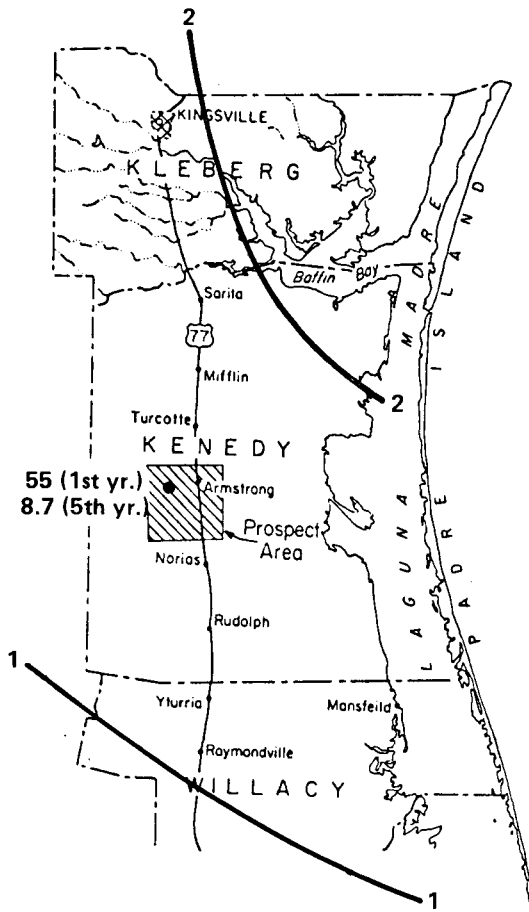 2
KINGSVILLE
KLEBERG
Baffin Bay
Sarita
77
Mifflin
Turcotte
2
KENEDY
55 (1st yr.)
8.7 (5th yr.)
Armstrong
Prospect
Area
Norias
Rudolph
LAGUNA MADRE
PADRE ISLAND
1
Yturria
Mansfeild
Raymondville
WILLACY
1